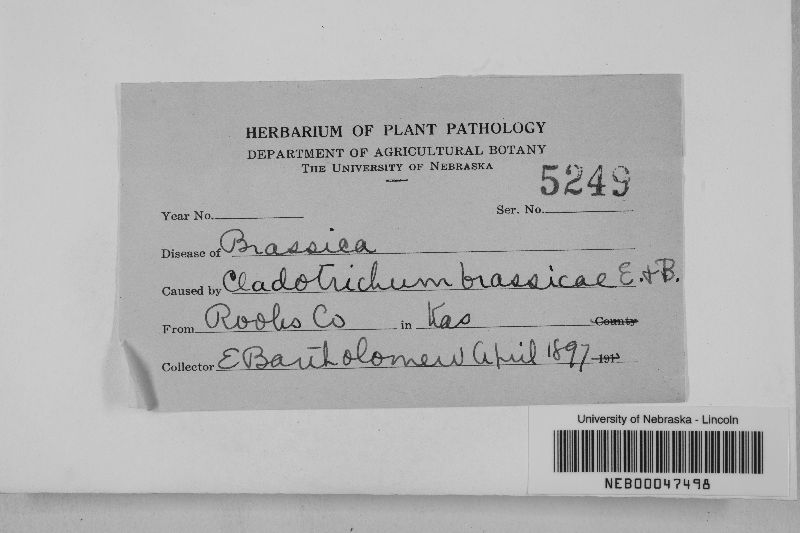 HERBARIUM OF PLANT PATHOLOGY
DEPARTMENT OF AGRICULTURAL BOTANY
THE UNIVERSITY OF NEBRASKA
5249
Year No. Ser. No.
Disease of Brassica
Caused by Cladotrichum brassicae E. & B.
From Rooks Co in Kas County
Collector E Bartholomew April 1897 191
University of Nebraska - Lincoln
NEB00047498